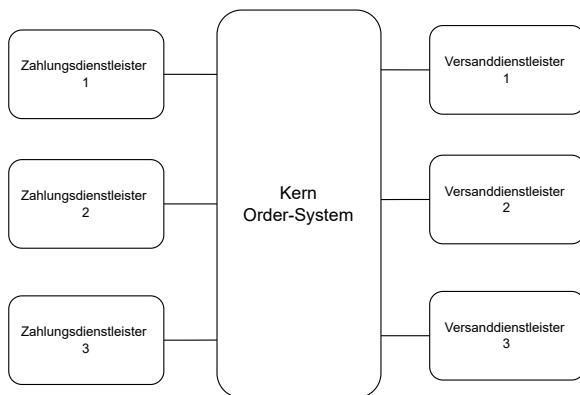 Zahlungsdienstleister
1
Zahlungsdienstleister
2
Zahlungsdienstleister
3
Kern
Order-System
Versanddienstleister
1
Versanddienstleister
2
Versanddienstleister
3